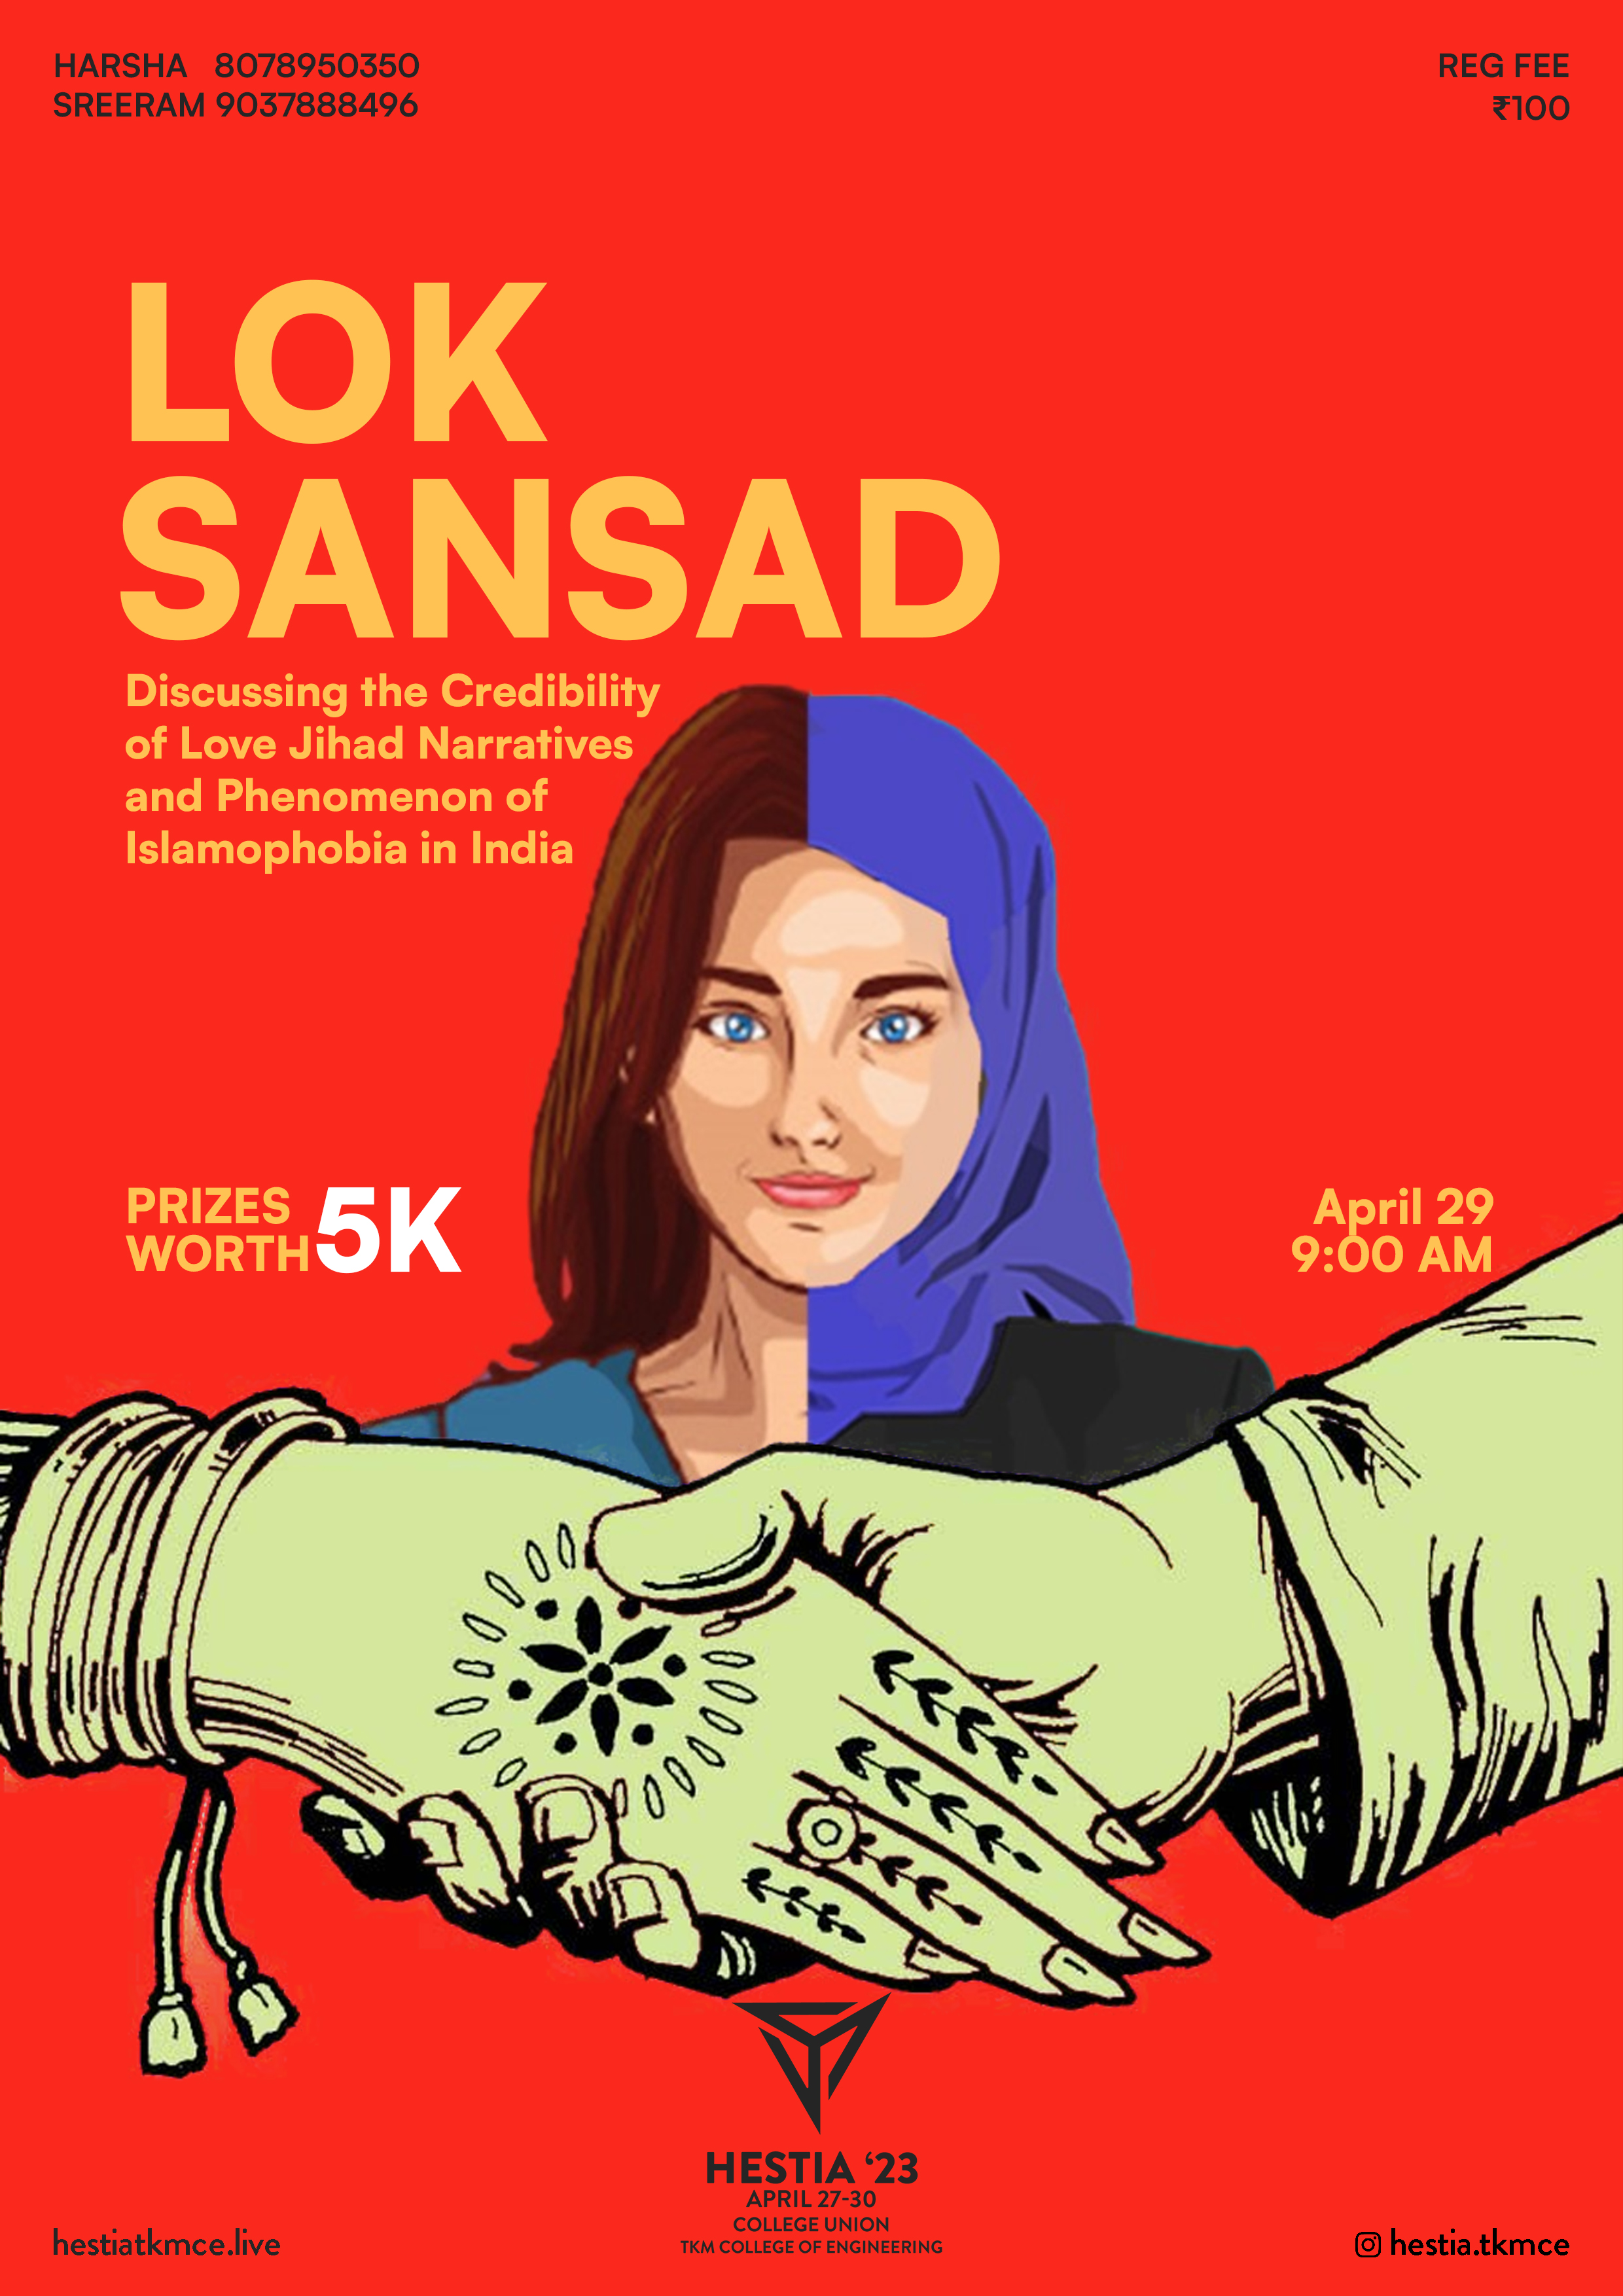 HARSHA 8078950350
SREERAM 9037888496
REG FEE
₹100
LOK
SANSAD
Discussing the Credibility
of Love Jihad Narratives
and Phenomenon of
Islamophobia in India
PRIZES
WORTH 5K
April 29
9:00 AM
HESTIA ‘23
APRIL 27-30
COLLEGE UNION
TKM COLLEGE OF ENGINEERING
hestiatkmce.live
hestia.tkmce